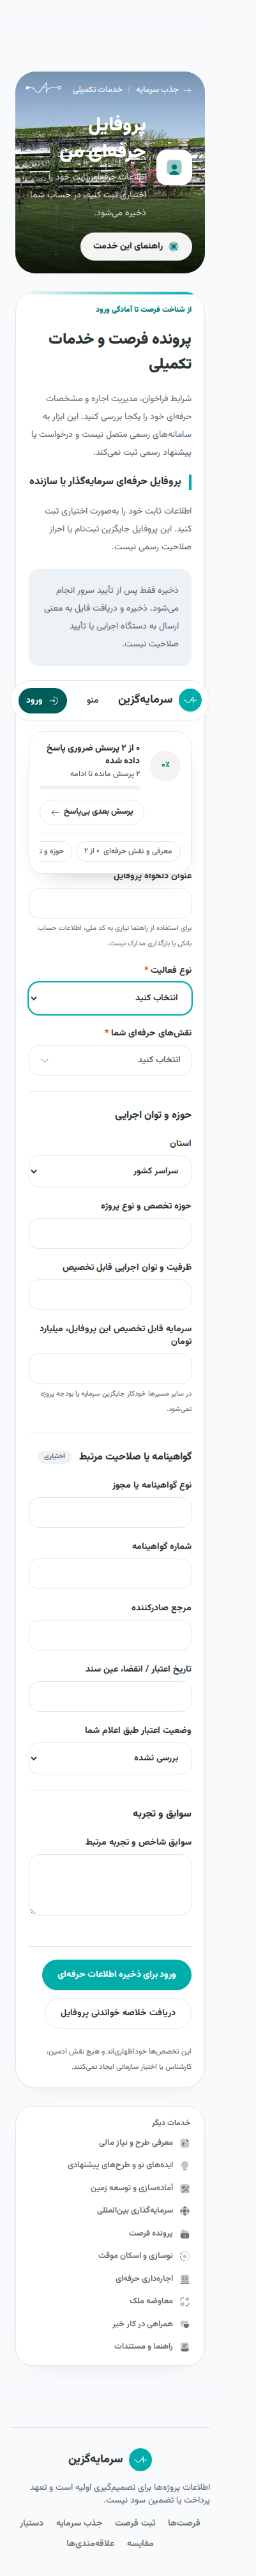 جذب سرمایه / خدمات تکمیلی
پروفایل
حرفه‌ای من
اطلاعات حرفه‌ای ثابت خود را
اختیاری ثبت کنید؛ در حساب شما
ذخیره می‌شود.
راهنمای این خدمت
از شناخت فرصت تا آمادگی ورود
پرونده فرصت و خدمات
تکمیلی
شرایط فراخوان، مدیریت اجاره و مشخصات
حرفه‌ای خود را یکجا بررسی کنید. این ابزار به
سامانه‌های رسمی متصل نیست و درخواست یا
پیشنهاد رسمی ثبت نمی‌کند.
پروفایل حرفه‌ای سرمایه‌گذار یا سازنده
اطلاعات ثابت خود را به‌صورت اختیاری ثبت
کنید. این پروفایل جایگزین ثبت‌نام یا احراز
صلاحیت رسمی نیست.
ذخیره فقط پس از تأیید سرور انجام
می‌شود. ذخیره و دریافت فایل به معنی
ارسال به دستگاه اجرایی یا تأیید
صلاحیت نیست.
سرمایه‌گزین
منو
ورود
۰٪
۰ از ۲ پرسش ضروری پاسخ
داده شده
۲ پرسش مانده تا ادامه
پرسش بعدی بی‌پاسخ
معرفی و نقش حرفه‌ای ۰ از ۲
حوزه و
عنوان دلخواه پروفایل
برای استفاده از راهنما نیازی به کد ملی، اطلاعات حساب
بانکی یا بارگذاری مدارک نیست.
نوع فعالیت *
انتخاب کنید
نقش‌های حرفه‌ای شما *
انتخاب کنید
حوزه و توان اجرایی
استان
سراسر کشور
حوزه تخصص و نوع پروژه
ظرفیت و توان اجرایی قابل تخصیص
سرمایه قابل تخصیص این پروفایل، میلیارد
تومان
در سایر مسیرها خودکار جایگزین سرمایه یا بودجه پروژه
نمی‌شود.
گواهینامه یا صلاحیت مرتبط
اختیاری
نوع گواهینامه یا مجوز
شماره گواهینامه
مرجع صادرکننده
تاریخ اعتبار / انقضا، عین سند
وضعیت اعتبار طبق اعلام شما
بررسی نشده
سوابق و تجربه
سوابق شاخص و تجربه مرتبط
ورود برای ذخیره اطلاعات حرفه‌ای
دریافت خلاصه خواندنی پروفایل
این تخصص‌ها خوداظهاری‌اند و هیچ نقش ادمین،
کارشناس یا اختیار سازمانی ایجاد نمی‌کنند.
خدمات دیگر
معرفی طرح و نیاز مالی
ایده‌های نو و طرح‌های پیشنهادی
آماده‌سازی و توسعه زمین
سرمایه‌گذاری بین‌المللی
پرونده فرصت
نوسازی و اسکان موقت
اجاره‌داری حرفه‌ای
معاوضه ملک
همراهی در کار خیر
راهنما و مستندات
سرمایه‌گزین
اطلاعات پروژه‌ها برای تصمیم‌گیری اولیه است و تعهد
پرداخت یا تضمین سود نیست.
فرصت‌ها
ثبت فرصت
جذب سرمایه
دستیار
مقایسه
علاقه‌مندی‌ها